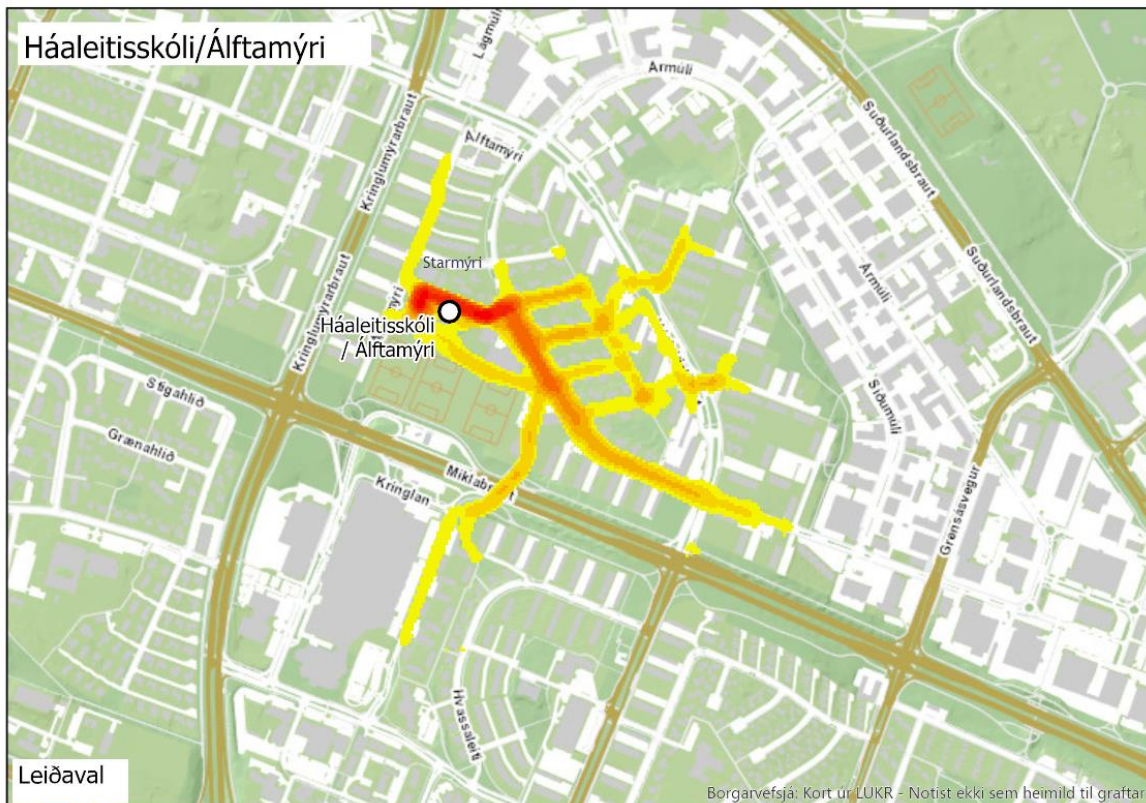 Háaleitisskóli/Álftamýri
Lágmúli
Ármúli
Álftamýri
Suðurlandsbraut
Kringlumýrarbraut
Starmýri
Háaleitisskóli
/ Álftamýri
Kringlumýrarbraut
Ármúli
Suðurlandsbraut
Stigahlíð
Síðumúli
Grænahlíð
Miklabraut
Kringlan
Grensásvegur
Hvassaleiti
Leiðaval
Borgarvefsjá: Kort úr LUKR - Notist ekki sem heimild til graftar